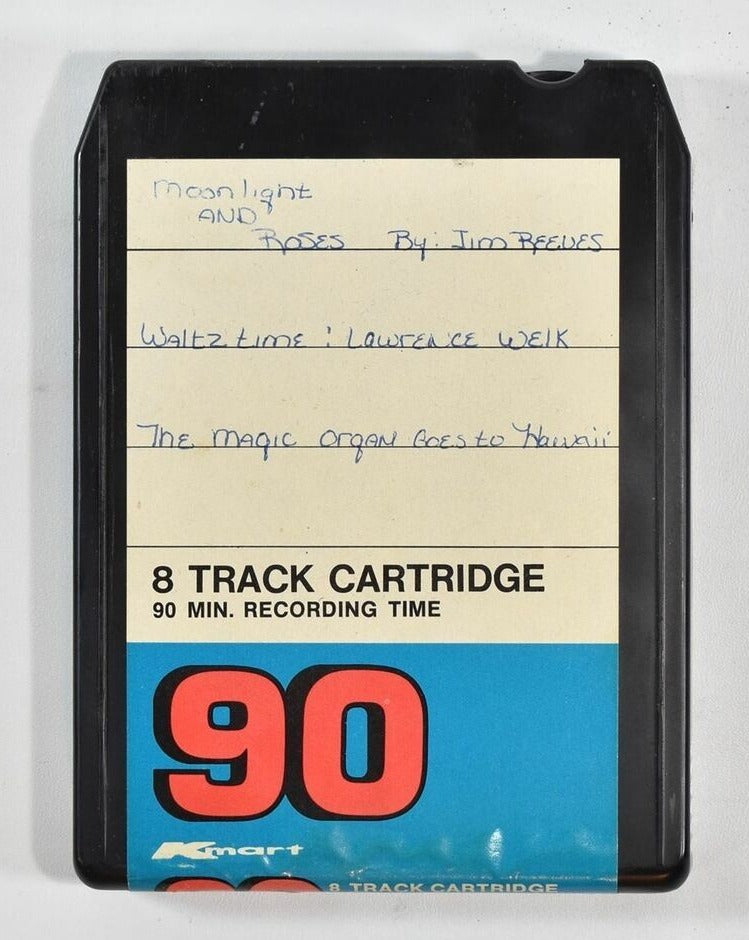 Moonlight
AND
Roses By: Jim Reeves
Waltz time : Lawrence Welk
The Magic Organ Goes to Hawaii
8 TRACK CARTRIDGE
90 MIN. RECORDING TIME
90
Kmart
90 8 TRACK CARTRIDGE